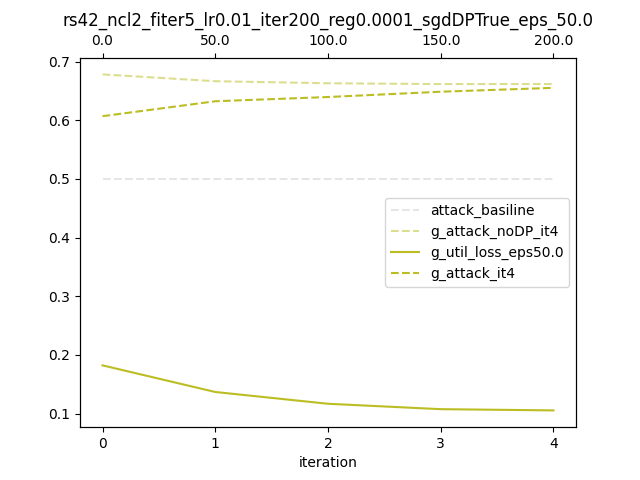 rs42_ncl2_fiter5_lr0.01_iter200_reg0.0001_sgdDPTrue_eps_50.0
0.0 50.0 100.0 150.0 200.0
0.7
0.6
0.5
0.4
0.3
0.2
0.1
attack_basiline
g_attack_noDP_it4
g_util_loss_eps50.0
g_attack_it4
0 1 2 3 4
iteration